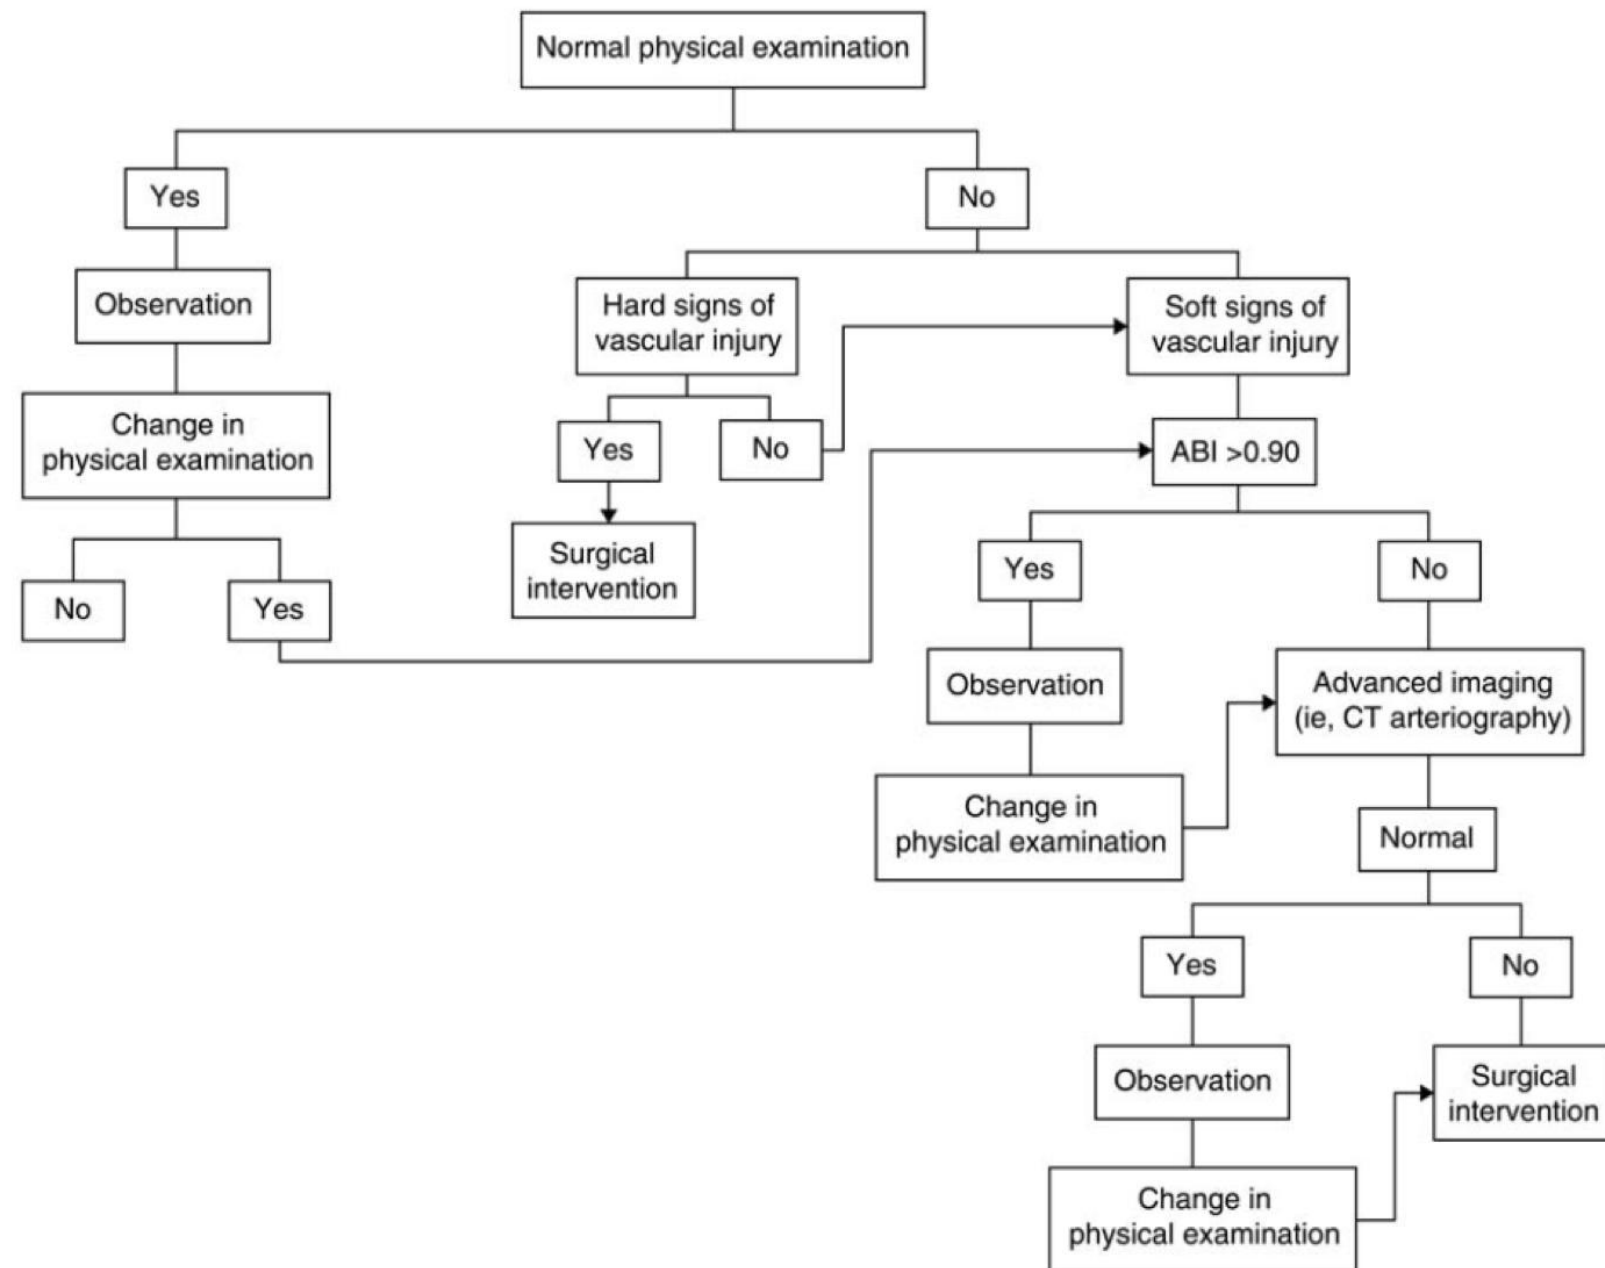 Normal physical examination
Yes
No
Observation
Hard signs of
vascular injury
Soft signs of
vascular injury
Change in
physical examination
Yes
No
ABI >0.90
No
Yes
Surgical
intervention
Yes
No
Observation
Advanced imaging
(ie, CT arteriography)
Change in
physical examination
Normal
Yes
No
Observation
Surgical
intervention
Change in
physical examination